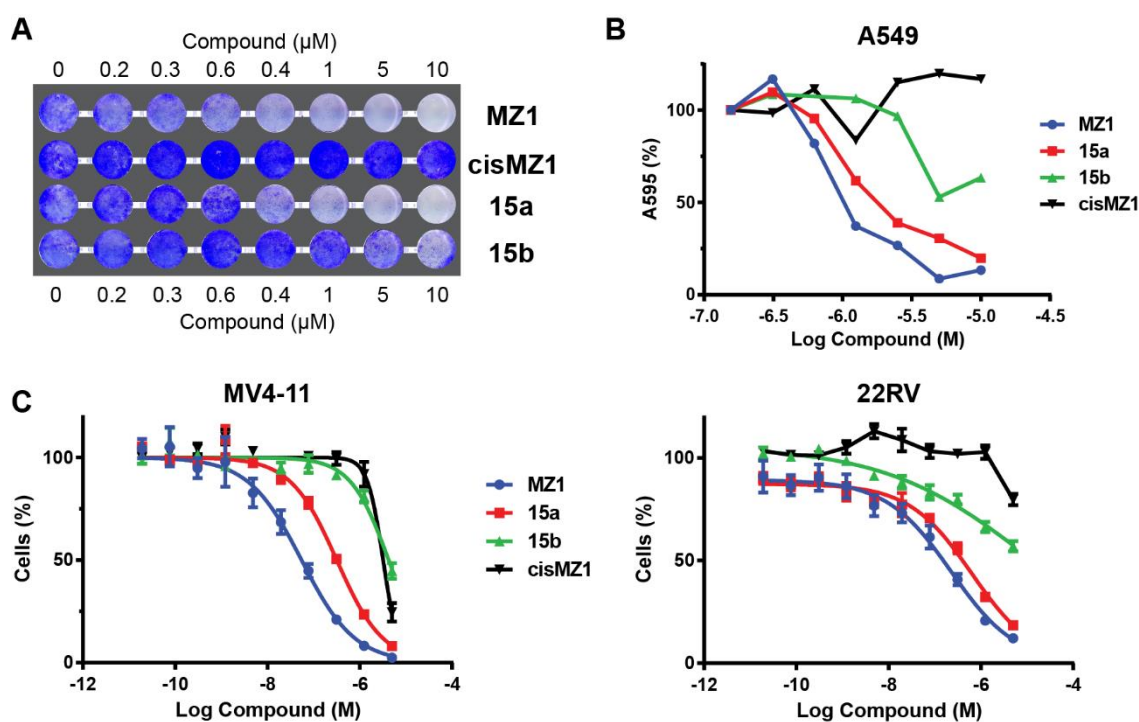 A
Compound (µM)
0 0.2 0.3 0.6 0.4 1 5 10
MZ1
cisMZ1
15a
15b
0 0.2 0.3 0.6 0.4 1 5 10
Compound (µM)
B
A549
A595 (%)
100
50
0
-7.0 -6.5 -6.0 -5.5 -5.0 -4.5
Log Compound (M)
MZ1
15a
15b
cisMZ1
C
MV4-11
Cells (%)
100
50
0
-12 -10 -8 -6 -4
Log Compound (M)
MZ1
15a
15b
cisMZ1
22RV
Cells (%)
100
50
0
-12 -10 -8 -6 -4
Log Compound (M)